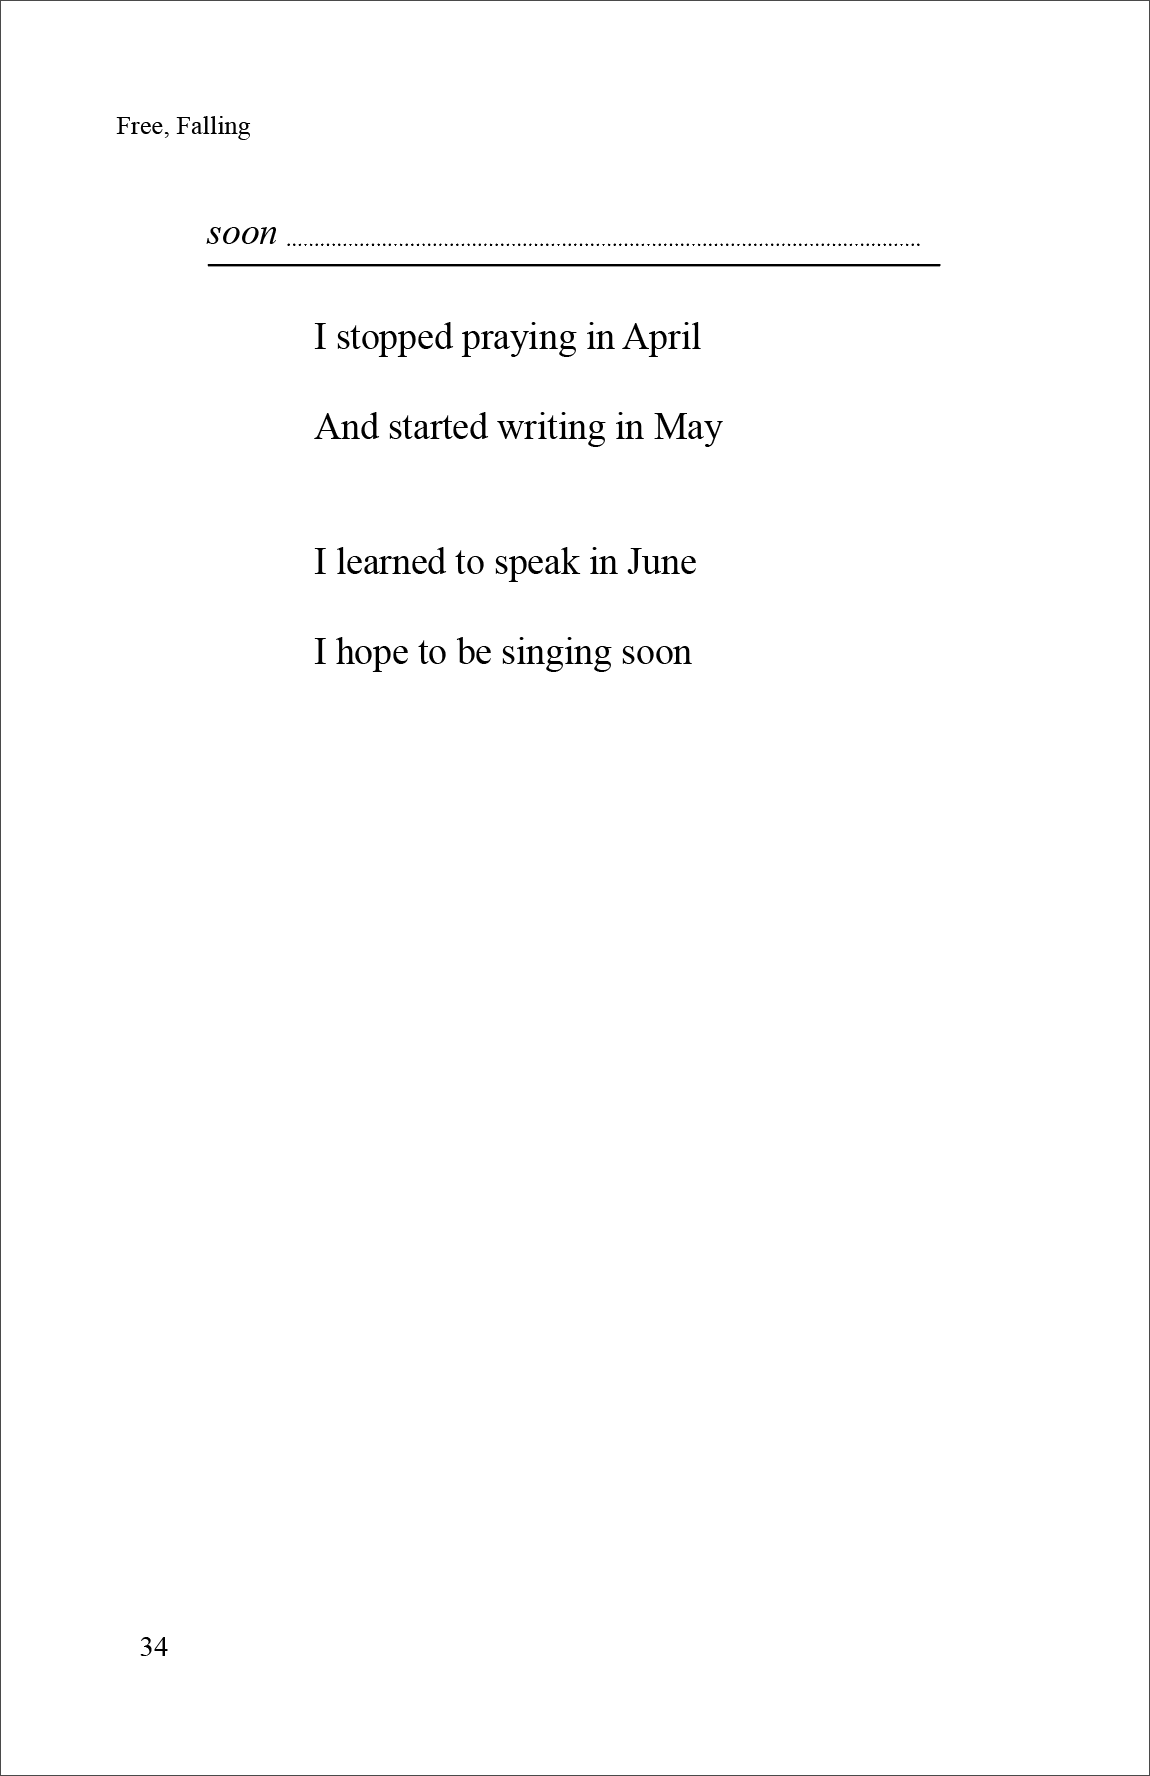 Free, Falling
soon ................................................................................................................
I stopped praying in April
And started writing in May
I learned to speak in June
I hope to be singing soon
34